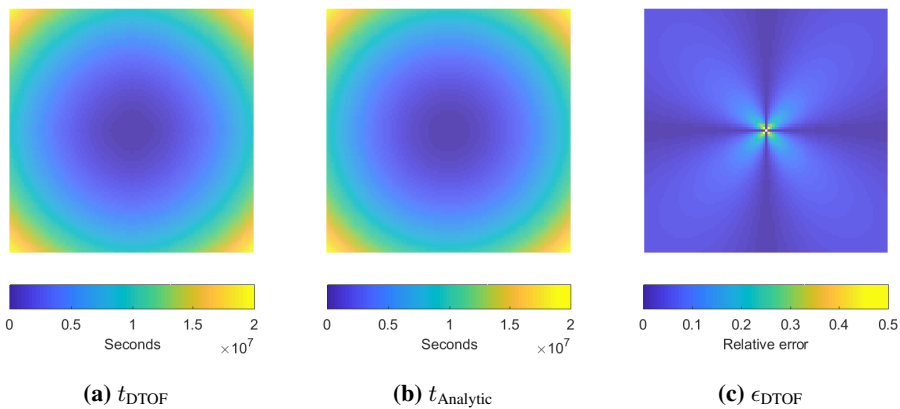 0 0.5 1 1.5 2
Seconds ×10^7
0 0.5 1 1.5 2
Seconds ×10^7
0 0.1 0.2 0.3 0.4 0.5
Relative error
(a) t_DTOF
(b) t_Analytic
(c) ϵ_DTOF